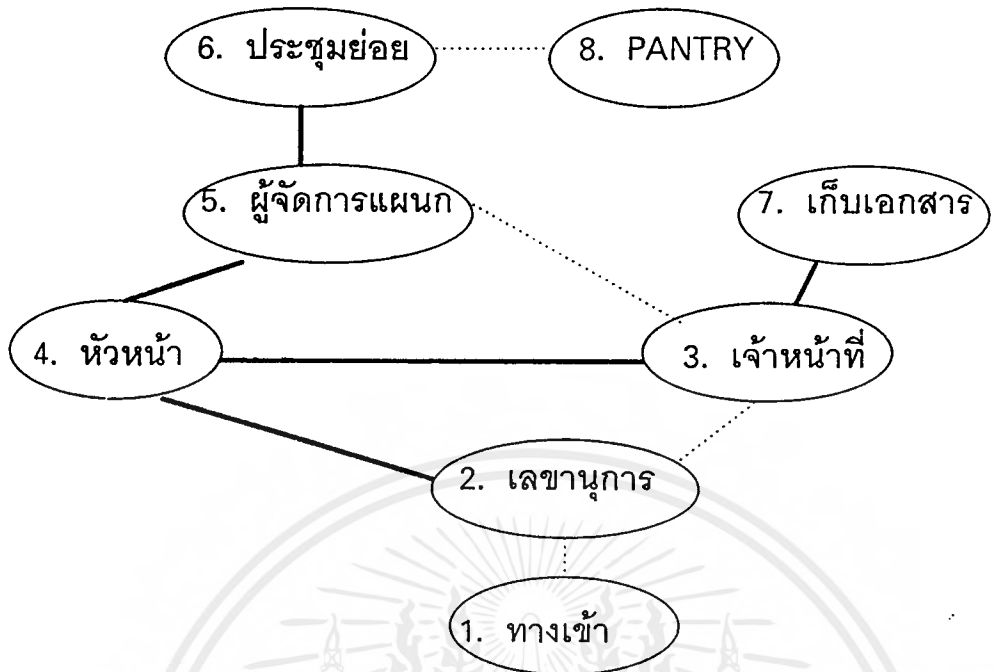 6. ประชุมย่อย
8. PANTRY
5. ผู้จัดการแผนก
7. เก็บเอกสาร
4. หัวหน้า
3. เจ้าหน้าที่
2. เลขานุการ
1. ทางเข้า